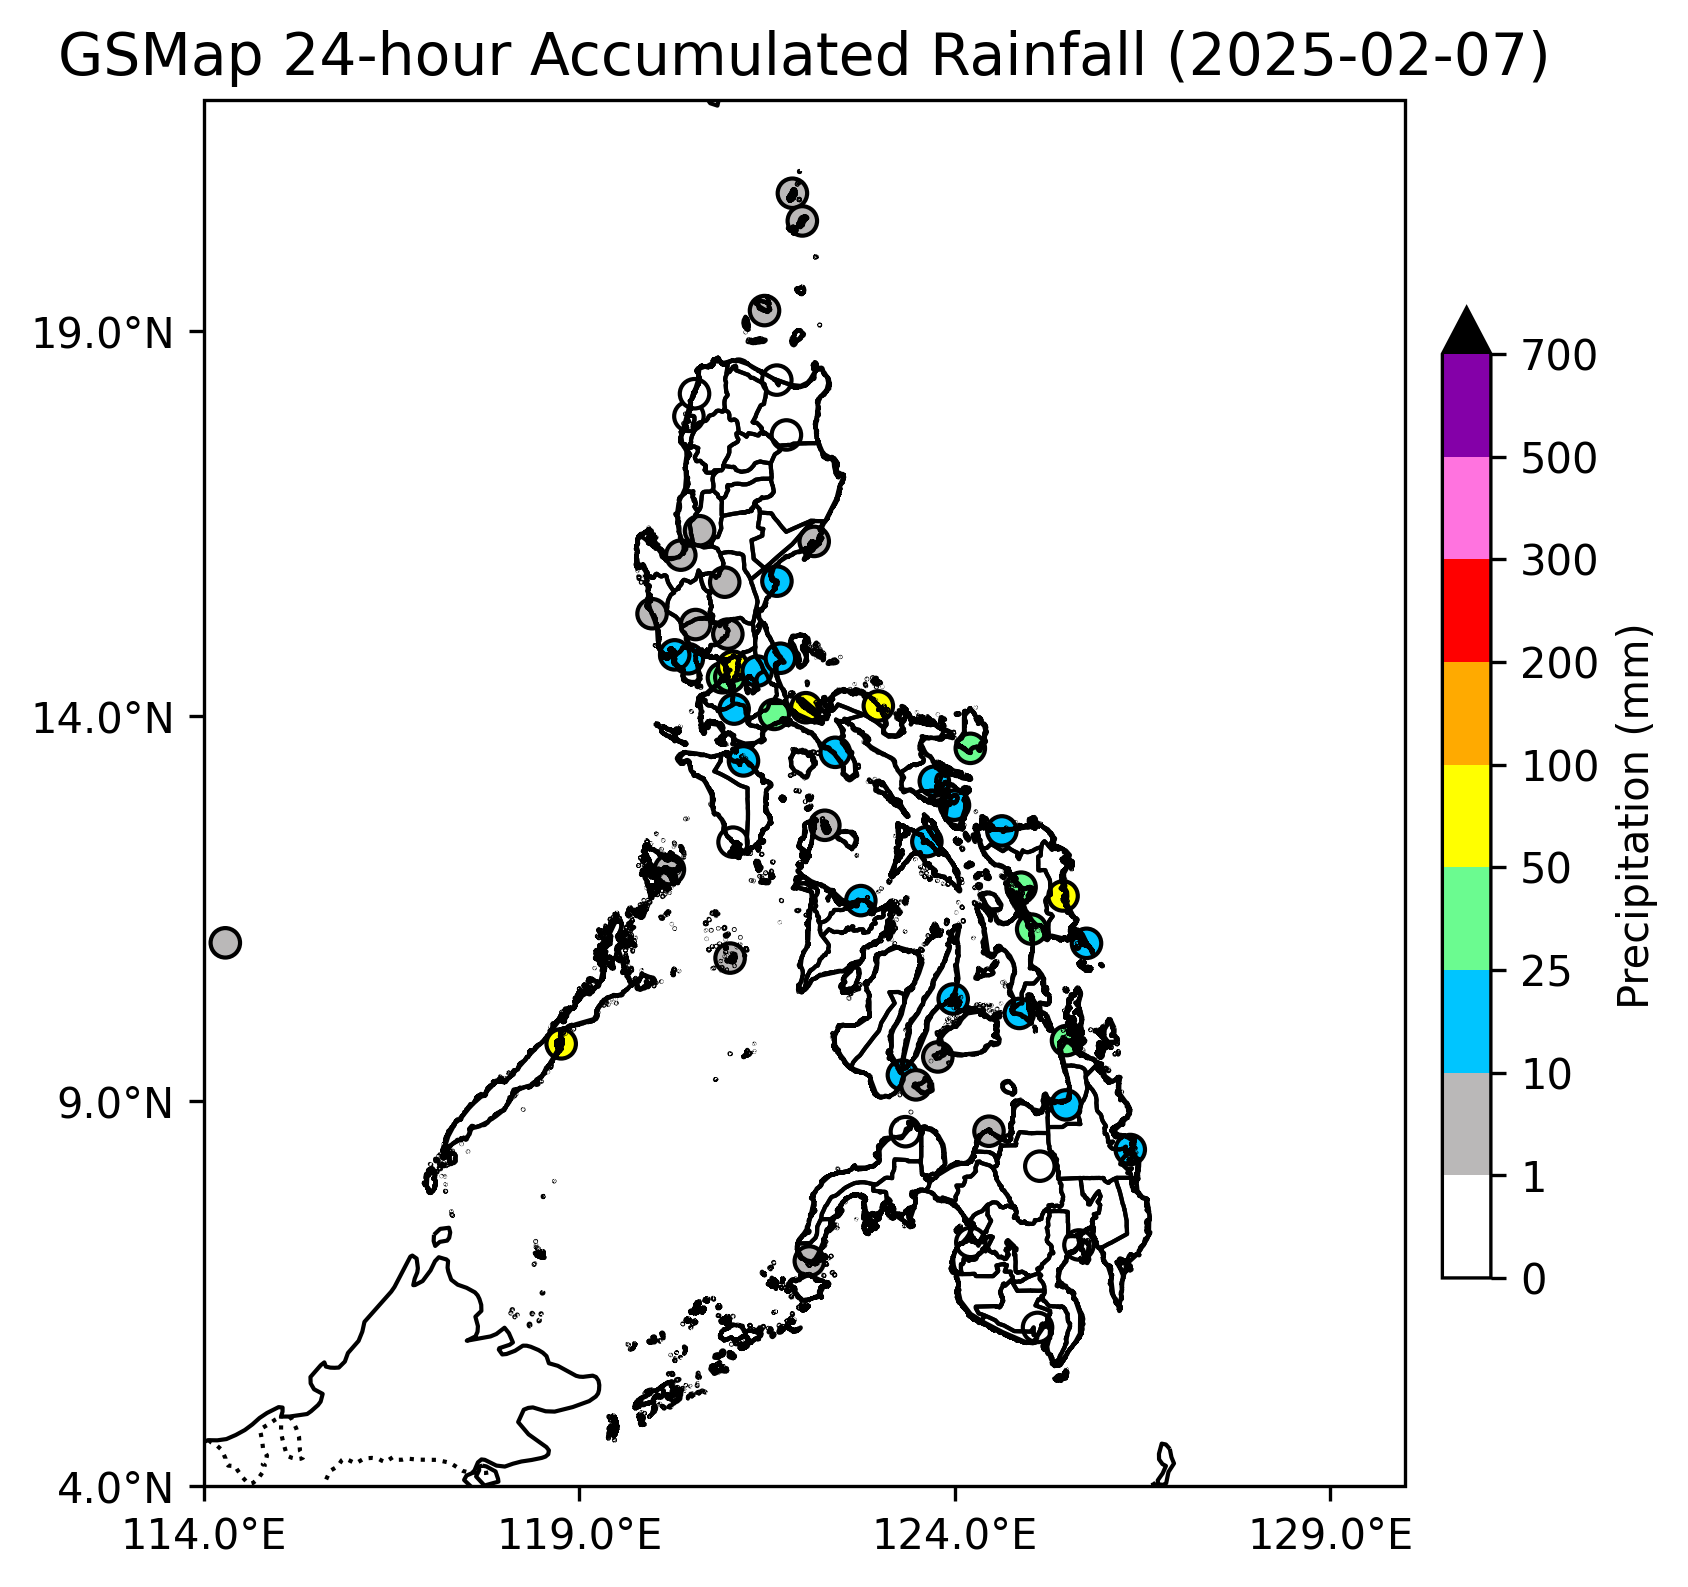 GSMap 24-hour Accumulated Rainfall (2025-02-07)
19.0°N
14.0°N
9.0°N
4.0°N
114.0°E
119.0°E
124.0°E
129.0°E
700
500
300
200
100
50
25
10
1
0
Precipitation (mm)